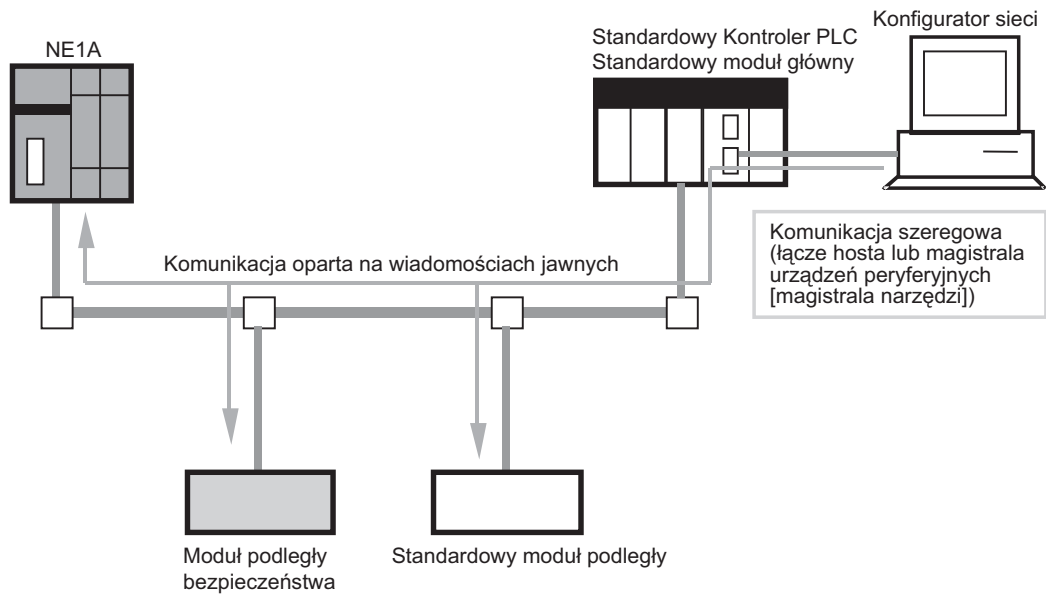 Konfigurator sieci
NE1A
Standardowy Kontroler PLC
Standardowy moduł główny
Komunikacja szeregowa
(łącze hosta lub magistrala
urządzeń peryferyjnych
[magistrala narzędzi])
Komunikacja oparta na wiadomościach jawnych
Moduł podległy
bezpieczeństwa
Standardowy moduł podległy